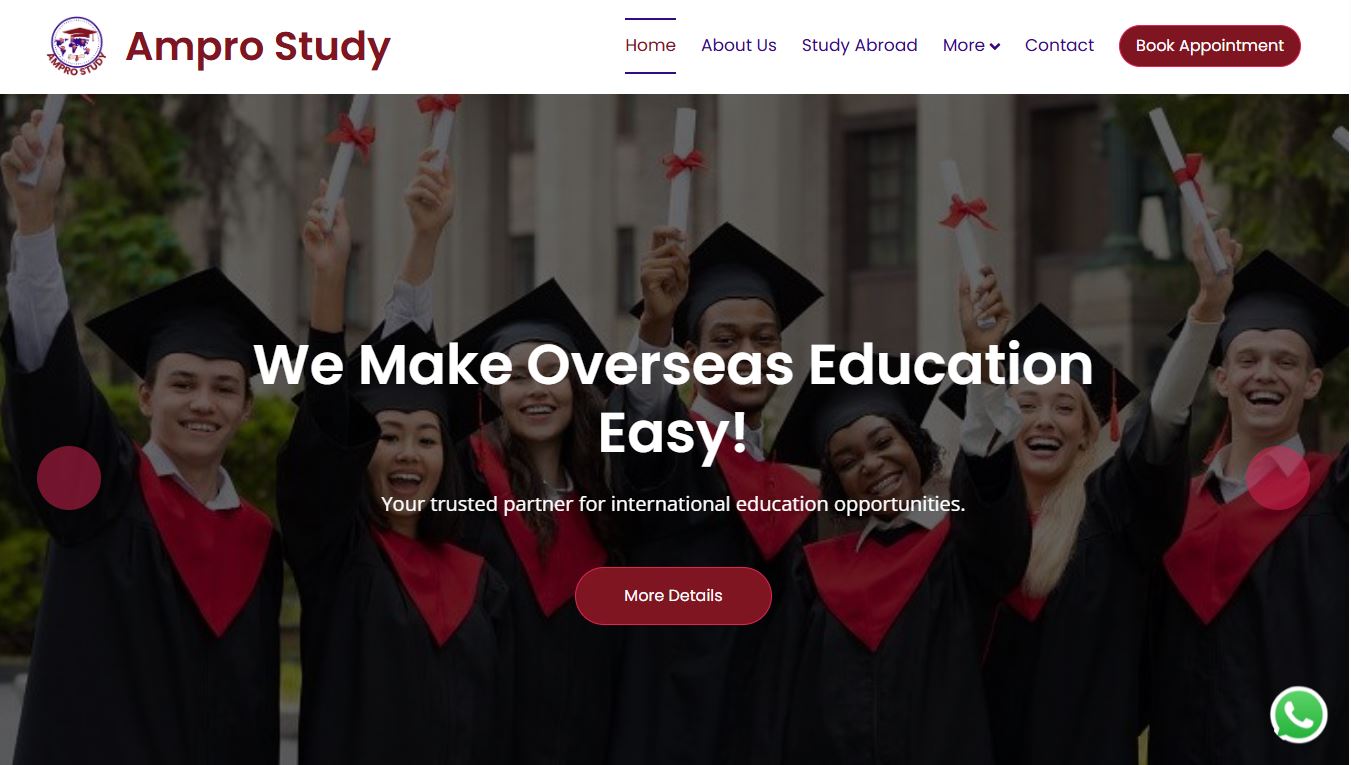 AMPRO STUDY
Ampro Study
Home
About Us
Study Abroad
More
Contact
Book Appointment
We Make Overseas Education
Easy!
Your trusted partner for international education opportunities.
More Details